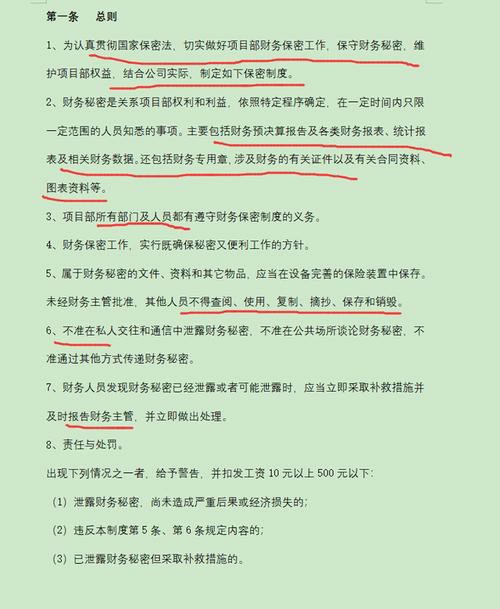 第一条 总则
1、为认真贯彻国家保密法，切实做好项目部财务保密工作，保守财务秘密，维
护项目部权益，结合公司实际，制定如下保密制度。
2、财务秘密是关系项目部权利和利益，依照特定程序确定，在一定时间内只限
一定范围的人员知悉的事项。主要包括财务预决算报告及各类财务报表、统计报
表及相关财务数据。还包括财务专用章，涉及财务的有关证件以及有关合同资料、
图表资料等。
3、项目部所有部门及人员都有遵守财务保密制度的义务。
4、财务保密工作，实行既确保秘密又便利工作的方针。
5、属于财务秘密的文件、资料和其它物品，应当在设备完善的保险装置中保存。
未经财务主管批准，其他人员不得查阅、使用、复制、摘抄、保存和销毁。
6、不准在私人交往和通信中泄露财务秘密，不准在公共场所谈论财务秘密，不
准通过其他方式传递财务秘密。
7、财务人员发现财务秘密已经泄露或者可能泄露时，应当立即采取补救措施并
及时报告财务主管，并立即做出处理。
8、责任与处罚。
出现下列情况之一者，给予警告，并扣发工资 10 元以上 500 元以下：
（1）泄露财务秘密，尚未造成严重后果或经济损失的；
（2）违反本制度第 5 条、第 6 条规定内容的；
（3）已泄露财务秘密但采取补救措施的。